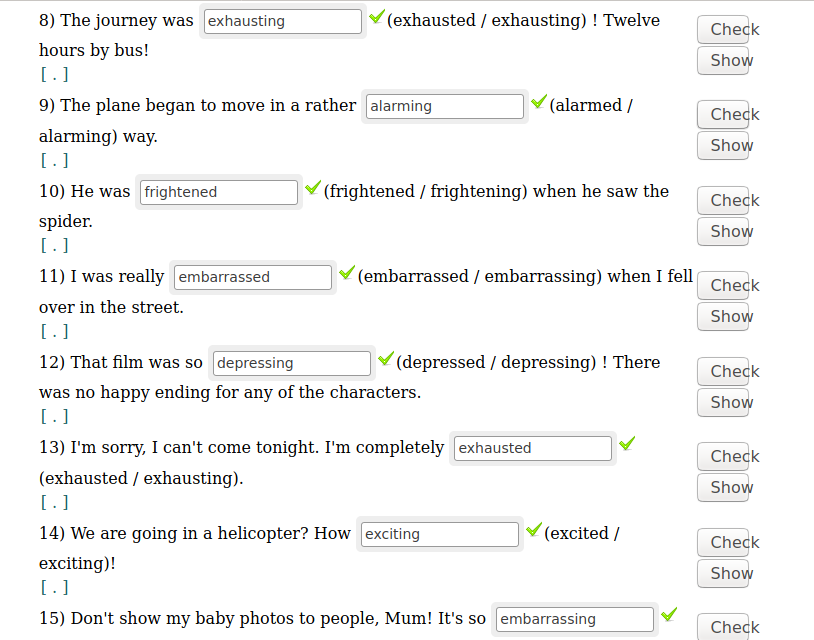 8) The journey was exhausting (exhausted / exhausting) ! Twelve
Check
hours by bus!
Show
[ . ]
9) The plane began to move in a rather alarming (alarmed /
Check
alarming) way.
Show
[ . ]
10) He was frightened (frightened / frightening) when he saw the
Check
spider.
Show
[ . ]
11) I was really embarrassed (embarrassed / embarrassing) when I fell
Check
over in the street.
Show
[ . ]
12) That film was so depressing (depressed / depressing) ! There
Check
was no happy ending for any of the characters.
Show
[ . ]
13) I'm sorry, I can't come tonight. I'm completely exhausted
Check
(exhausted / exhausting).
Show
[ . ]
14) We are going in a helicopter? How exciting (excited /
Check
exciting)!
Show
[ . ]
15) Don't show my baby photos to people, Mum! It's so embarrassing
Check